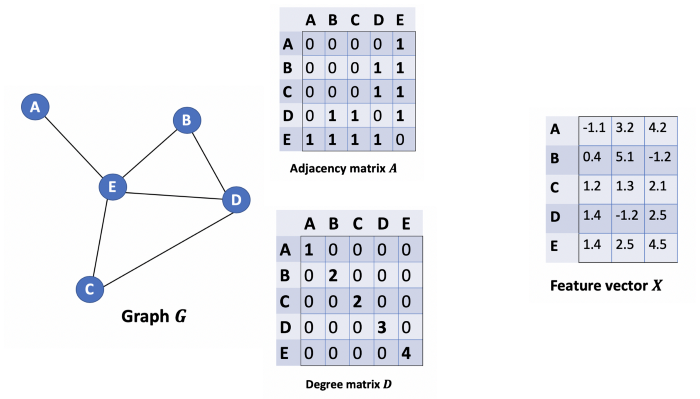 A
B
E
D
C
Graph G
A B C D E
A 0 0 0 0 1
B 0 0 0 1 1
C 0 0 0 1 1
D 0 1 1 0 1
E 1 1 1 1 0
Adjacency matrix A
A B C D E
A 1 0 0 0 0
B 0 2 0 0 0
C 0 0 2 0 0
D 0 0 0 3 0
E 0 0 0 0 4
Degree matrix D
A -1.1 3.2 4.2
B 0.4 5.1 -1.2
C 1.2 1.3 2.1
D 1.4 -1.2 2.5
E 1.4 2.5 4.5
Feature vector X